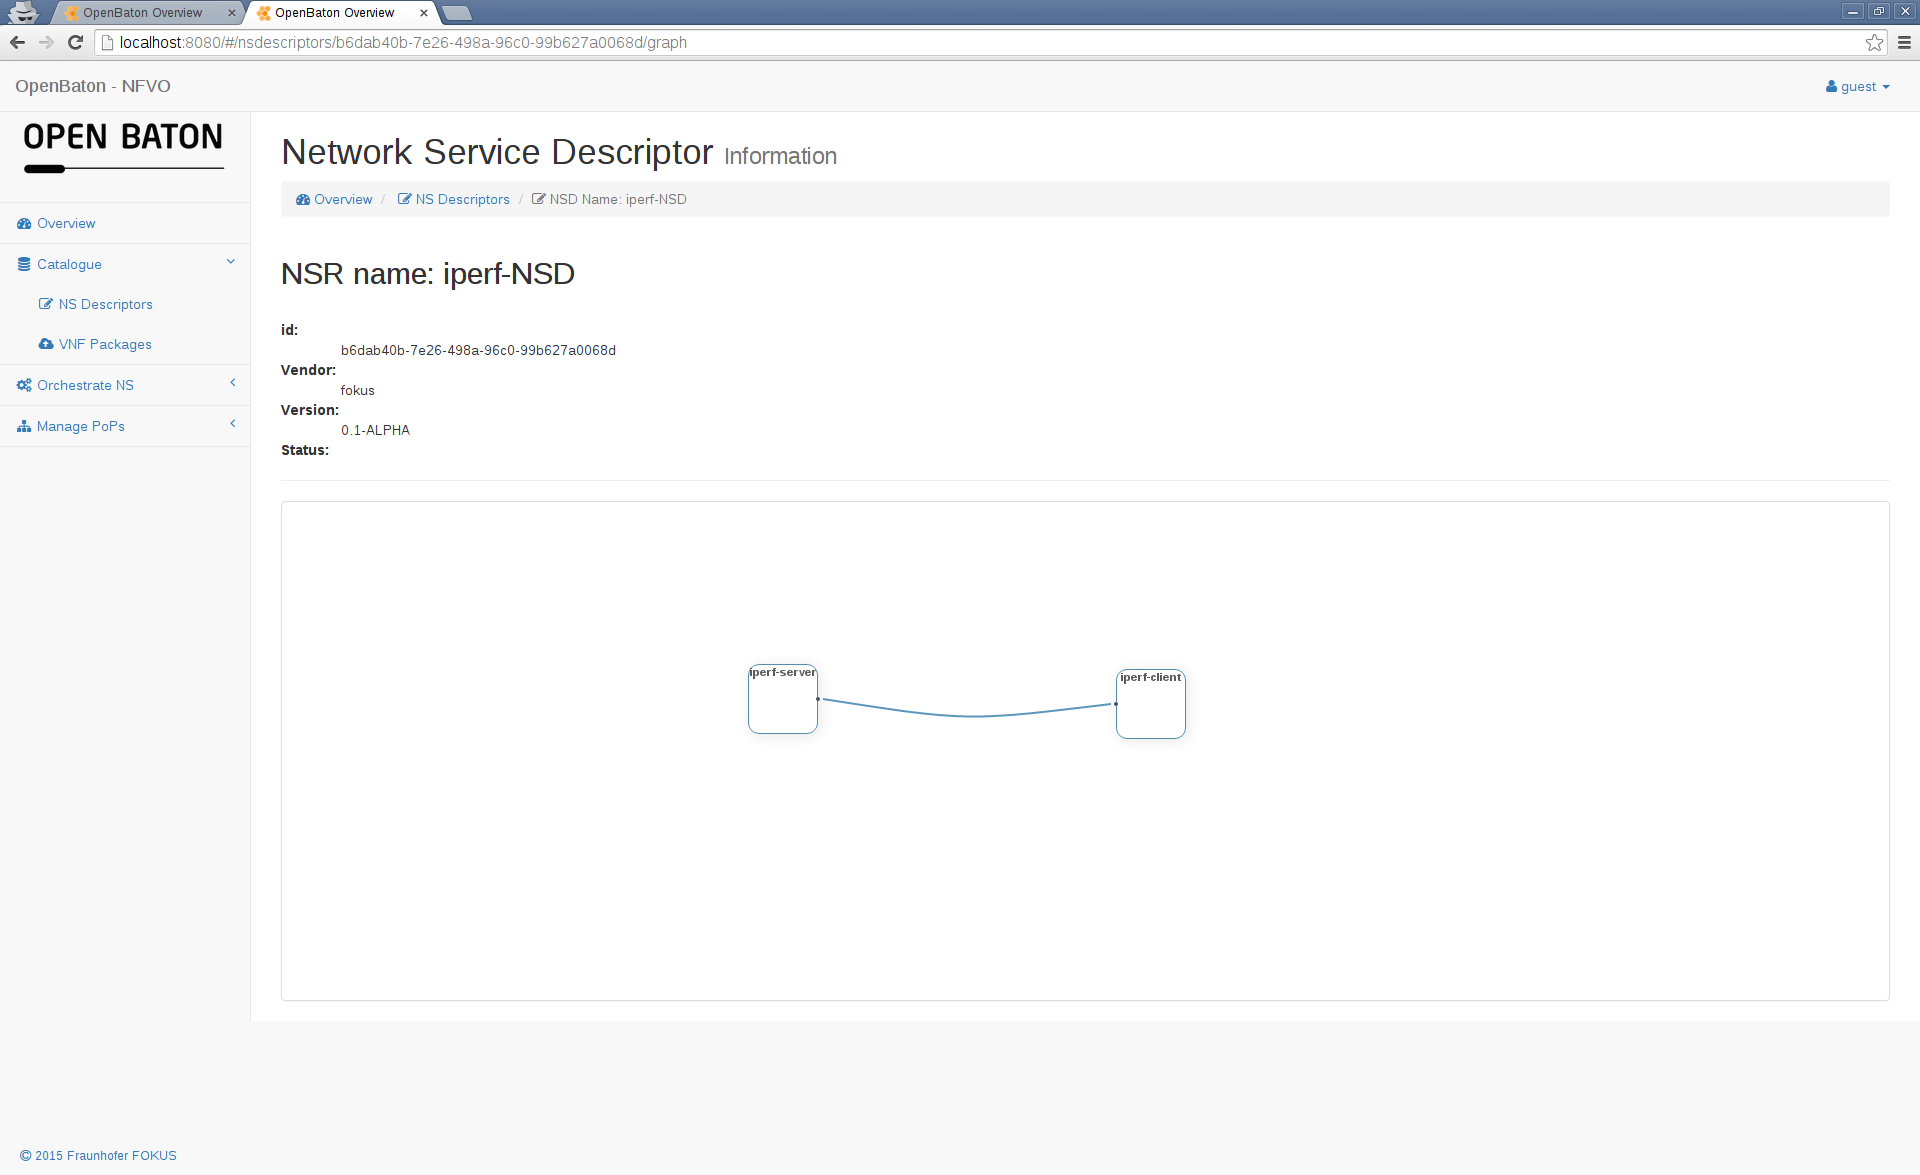 OpenBaton Overview
OpenBaton Overview
localhost:8080/#/nsdescriptors/b6dab40b-7e26-498a-96c0-99b627a0068d/graph
OpenBaton - NFVO
guest
OPEN BATON
Overview
Catalogue
NS Descriptors
VNF Packages
Orchestrate NS
Manage PoPs
Network Service Descriptor Information
Overview / NS Descriptors / NSD Name: iperf-NSD
NSR name: iperf-NSD
id:
b6dab40b-7e26-498a-96c0-99b627a0068d
Vendor:
fokus
Version:
0.1-ALPHA
Status:
iperf-server
iperf-client
© 2015 Fraunhofer FOKUS